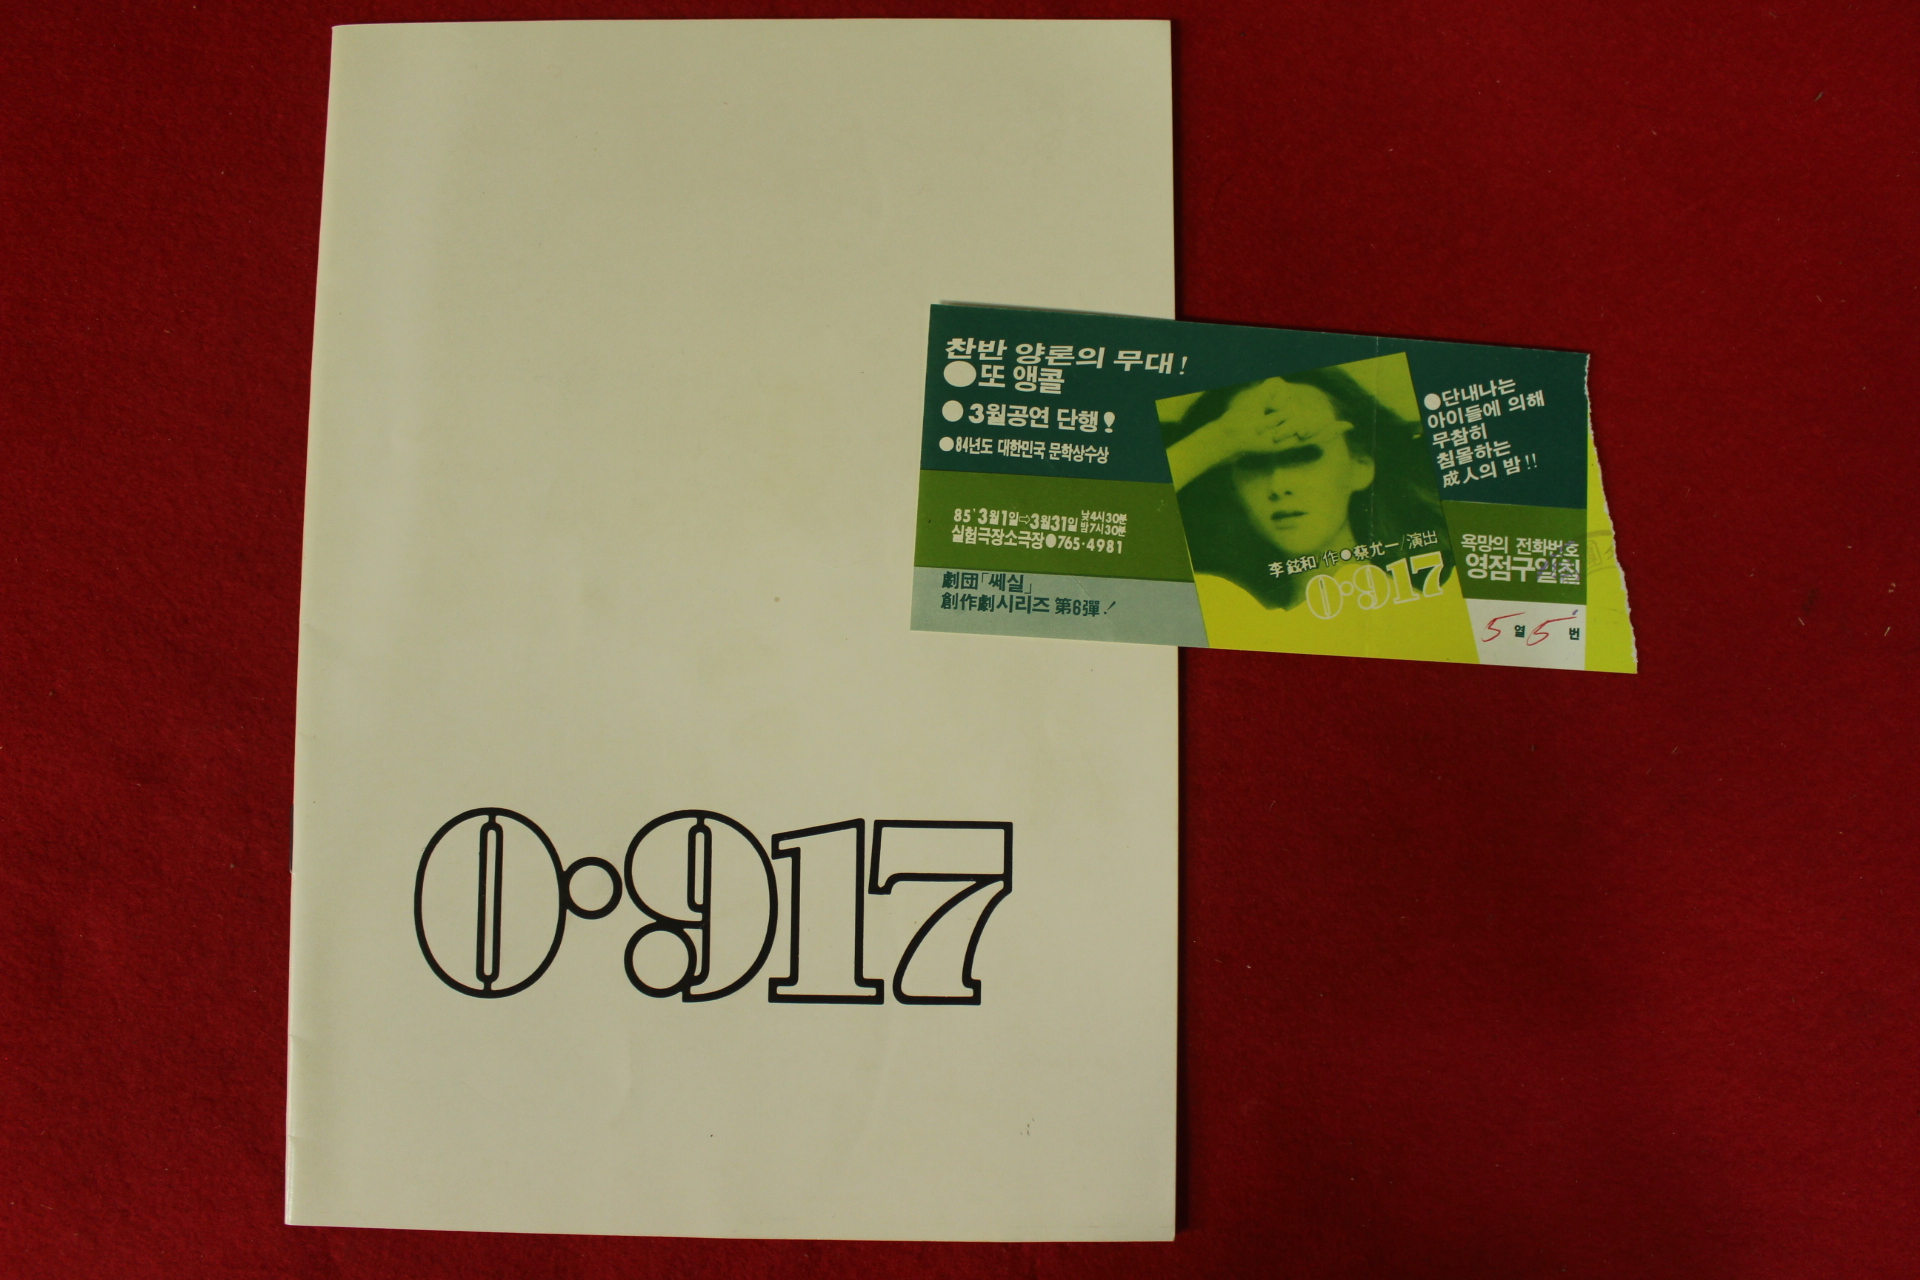 찬반 양론의 무대!
●또 앵콜
●3월공연 단행!
●84년도 대한민국 문학상수상
85' 3월1일⇨3월31일 낮4시30분 밤7시30분
실험극장소극장●765·4981
劇団「쎄실」
創作劇시리즈 第6彈!
李鉉和 作●蔡允一/演出
0·917
●단내나는
아이들에 의해
무참히
침몰하는
成人의 밤!!
욕망의 전화번호
영점구일칠
5열 5번
0·917